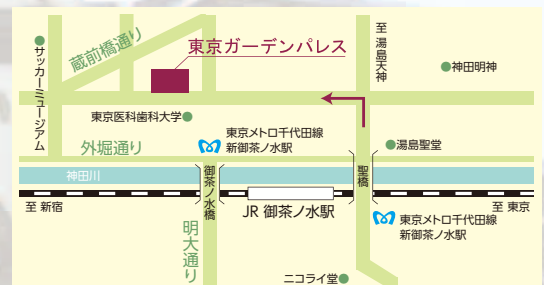 サッカーミュージアム
蔵前橋通り
東京ガーデンパレス
至 湯島天神
神田明神
東京医科歯科大学
外堀通り
東京メトロ千代田線
新御茶ノ水駅
湯島聖堂
神田川
御茶ノ水橋
聖橋
至 新宿
JR 御茶ノ水駅
至 東京
東京メトロ千代田線
新御茶ノ水駅
明大通り
ニコライ堂